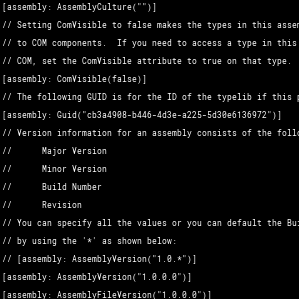 [assembly: AssemblyCulture("")]
// Setting ComVisible to false makes the types in this
// to COM components.  If you need to access a type in this
// COM, set the ComVisible attribute to true on that type.
[assembly: ComVisible(false)]
// The following GUID is for the ID of the typelib if this
[assembly: Guid("cb3a4908-b446-4d3e-a225-5d30e6136972")]
// Version information for an assembly consists of the
//      Major Version
//      Minor Version
//      Build Number
//      Revision
// You can specify all the values or you can default the
// by using the '*' as shown below:
// [assembly: AssemblyVersion("1.0.*")]
[assembly: AssemblyVersion("1.0.0.0")]
[assembly: AssemblyFileVersion("1.0.0.0")]